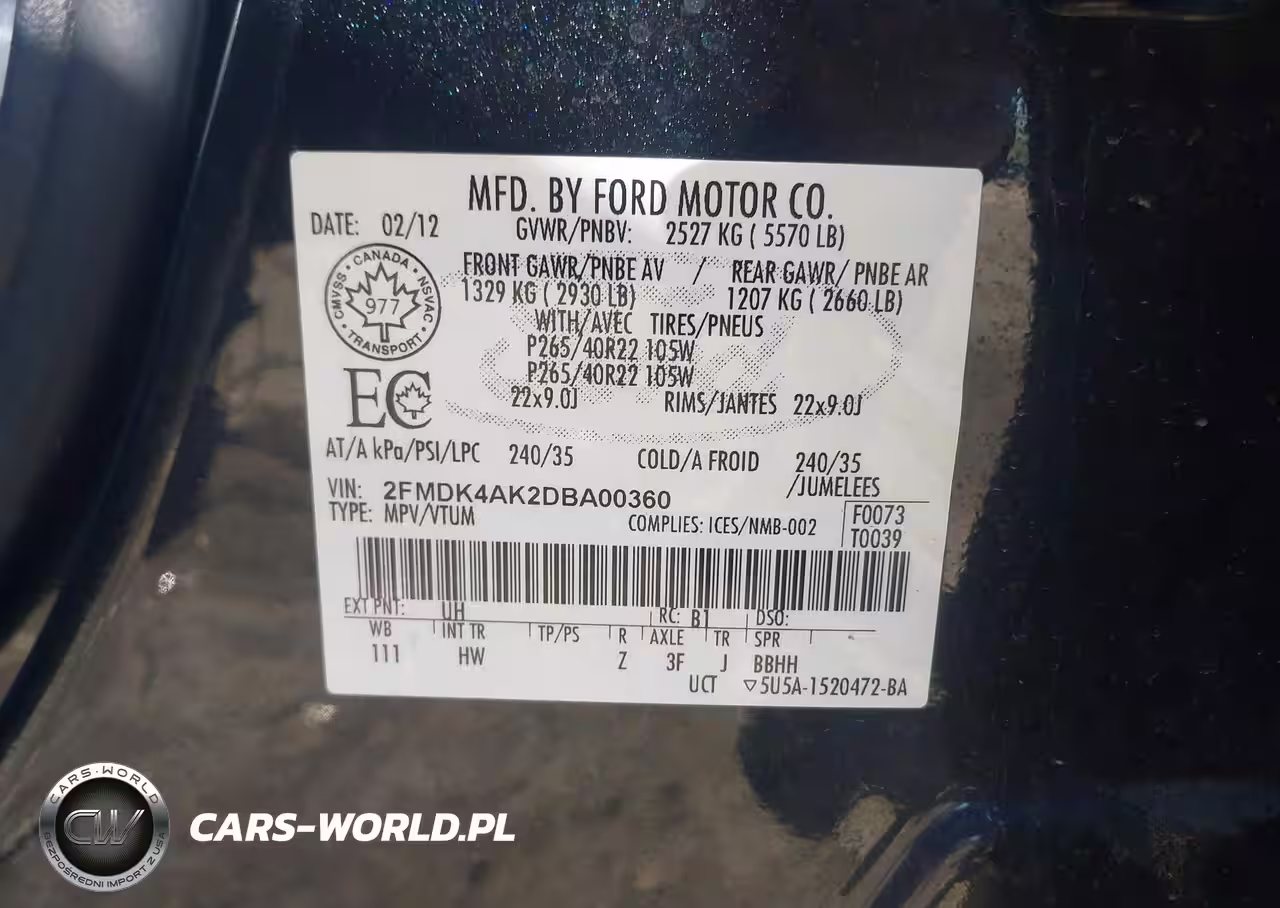 MFD. BY FORD MOTOR CO.
DATE: 02/12
GVWR/PNBV: 2527 KG ( 5570 LB)
FRONT GAWR/PNBE AV / REAR GAWR/ PNBE AR
1329 KG ( 2930 LB) 1207 KG ( 2660 LB)
WITH/AVEC TIRES/PNEUS
P265/40R22 105W
P265/40R22 105W
22x9.0J RIMS/JANTES 22x9.0J
CANADA
CMVSS NSVAC
977
TRANSPORT
EC
AT/A kPa/PSI/LPC 240/35 COLD/A FROID 240/35
/JUMELEES
VIN: 2FMDK4AK2DBA00360
TYPE: MPV/VTUM COMPLIES: ICES/NMB-002
F0073
T0039
EXT PNT: UH RC: B1 DSO:
WB INT TR TP/PS R AXLE TR SPR
111 HW Z 3F J BBHH
UCT ▽5U5A-1520472-BA
CARS-WORLD
CW
BEZPOŚREDNI IMPORT Z USA
CARS-WORLD.PL